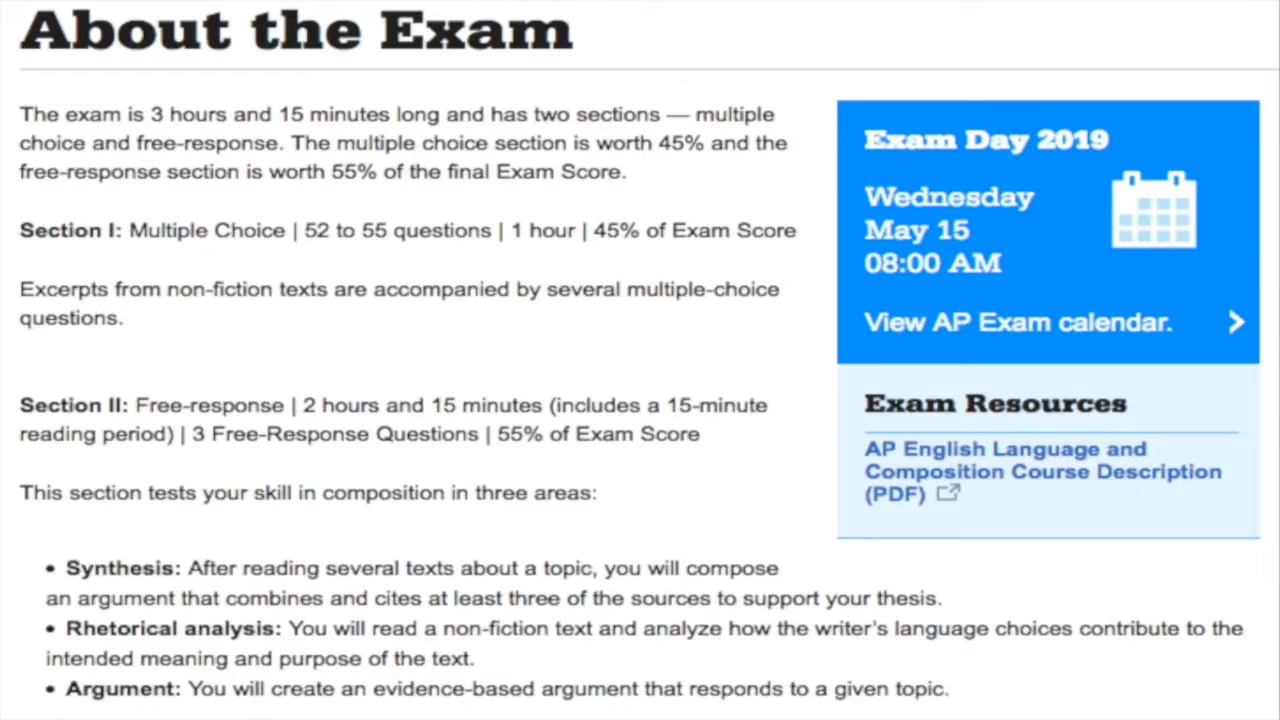 About the Exam
The exam is 3 hours and 15 minutes long and has two sections — multiple
choice and free-response. The multiple choice section is worth 45% and the
free-response section is worth 55% of the final Exam Score.
Section I: Multiple Choice | 52 to 55 questions | 1 hour | 45% of Exam Score
Excerpts from non-fiction texts are accompanied by several multiple-choice
questions.
Section II: Free-response | 2 hours and 15 minutes (includes a 15-minute
reading period) | 3 Free-Response Questions | 55% of Exam Score
This section tests your skill in composition in three areas:
• Synthesis: After reading several texts about a topic, you will compose
an argument that combines and cites at least three of the sources to support your thesis.
• Rhetorical analysis: You will read a non-fiction text and analyze how the writer's language choices contribute to the
intended meaning and purpose of the text.
• Argument: You will create an evidence-based argument that responds to a given topic.
Exam Day 2019
Wednesday
May 15
08:00 AM
View AP Exam calendar.
Exam Resources
AP English Language and
Composition Course Description
(PDF)